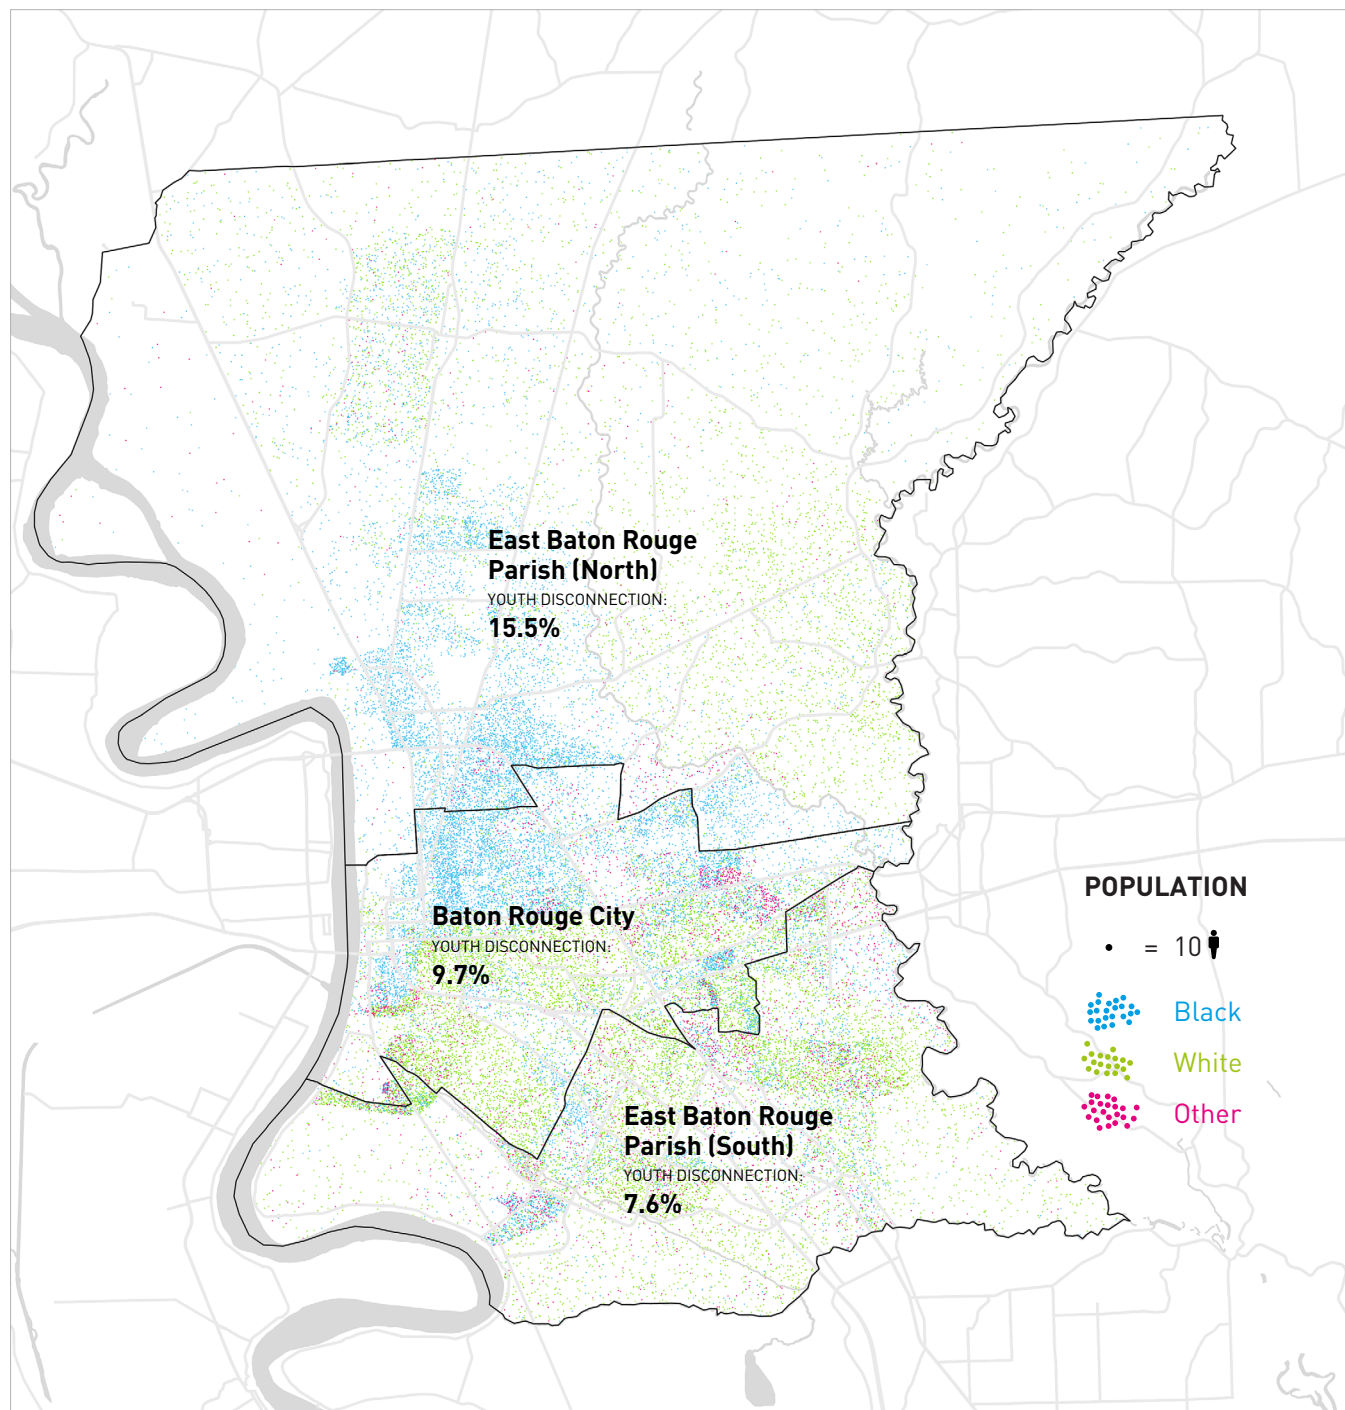 East Baton Rouge
Parish (North)
YOUTH DISCONNECTION:
15.5%
Baton Rouge City
YOUTH DISCONNECTION:
9.7%
East Baton Rouge
Parish (South)
YOUTH DISCONNECTION:
7.6%
POPULATION
= 10
Black
White
Other